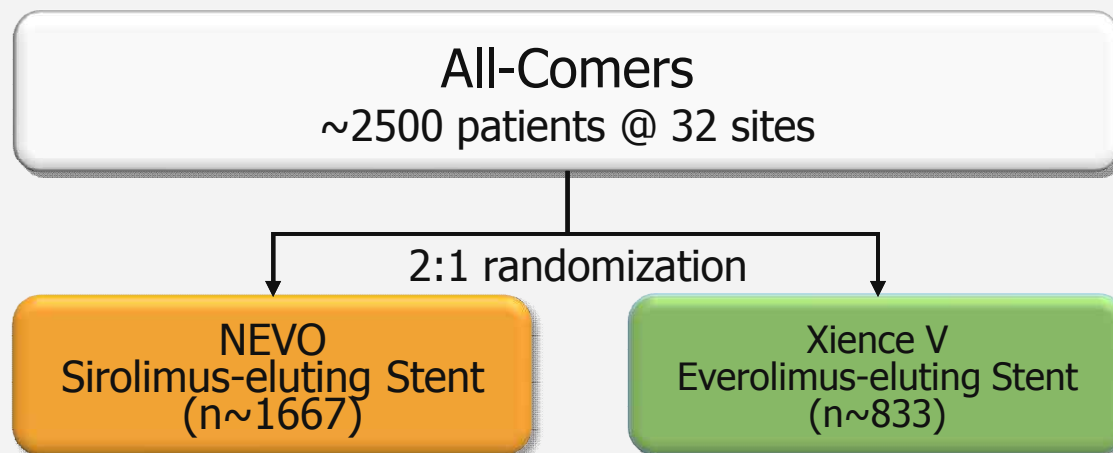 All-Comers
~2500 patients @ 32 sites
2:1 randomization
NEVO
Sirolimus-eluting Stent
(n~1667)
Xience V
Everolimus-eluting Stent
(n~833)